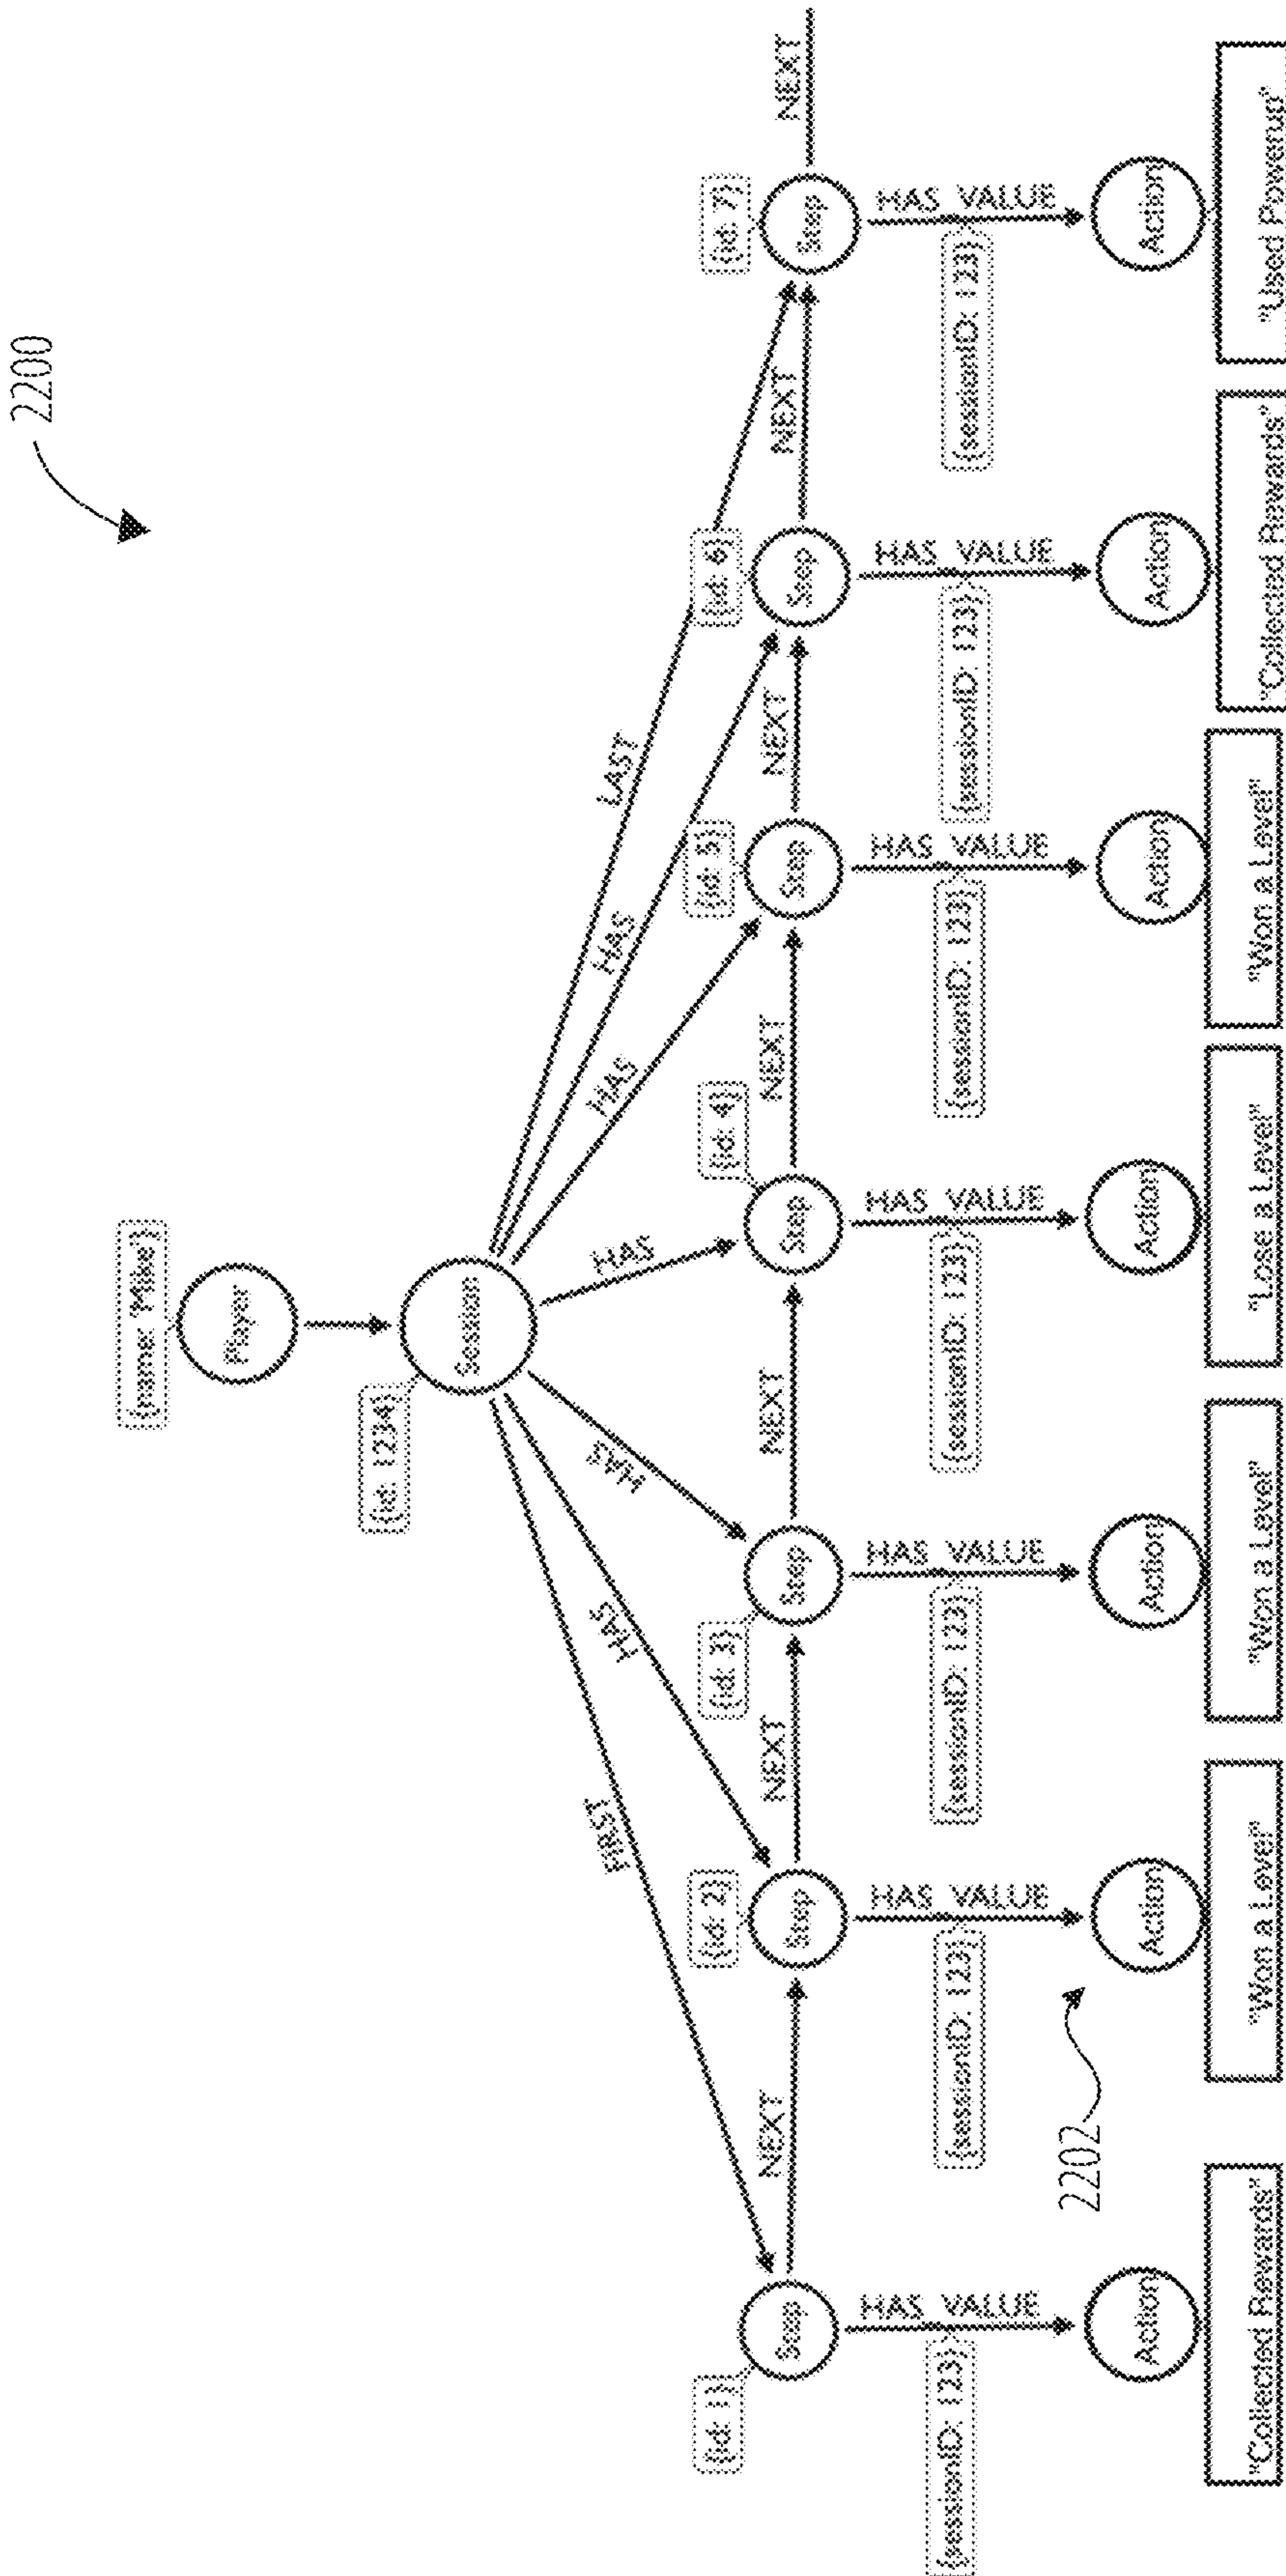 2200
{name: 'Mike'}
Player
{id: 1234}
Session
FIRST
HAS
HAS
HAS
HAS
HAS
LAST
{id: 1}
{id: 2}
{id: 3}
{id: 4}
{id: 5}
{id: 6}
{id: 7}
Step
NEXT
Step
NEXT
Step
NEXT
Step
NEXT
Step
NEXT
Step
NEXT
Step
NEXT
HAS VALUE
HAS VALUE
HAS VALUE
HAS VALUE
HAS VALUE
HAS VALUE
HAS VALUE
{sessionID: 123}
{sessionID: 123}
{sessionID: 123}
{sessionID: 123}
{sessionID: 123}
{sessionID: 123}
{sessionID: 123}
2202
Action
Action
Action
Action
Action
Action
Action
"Collected Rewards"
"Won a Level"
"Won a Level"
"Lose a Level"
"Won a Level"
"Collected Rewards"
"Used Powerup"